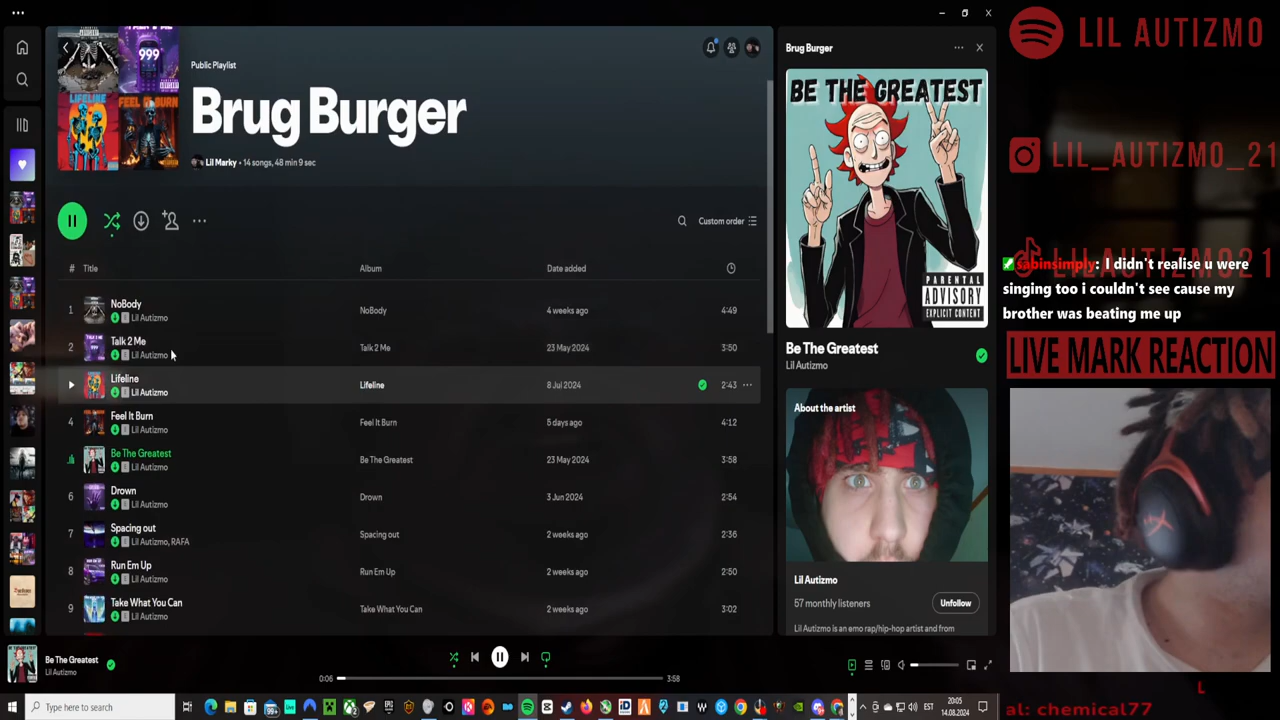 Public Playlist
Brug Burger
Lil Marky • 14 songs, 48 min 9 sec
Custom order
# Title Album Date added
1 NoBody NoBody 4 weeks ago 4:49
E Lil Autizmo
2 Talk 2 Me Talk 2 Me 23 May 2024 3:50
E Lil Autizmo
Lifeline Lifeline 8 Jul 2024 2:43
E Lil Autizmo
4 Feel It Burn Feel It Burn 5 days ago 4:12
E Lil Autizmo
Be The Greatest Be The Greatest 23 May 2024 3:58
E Lil Autizmo
6 Drown Drown 3 Jun 2024 2:54
E Lil Autizmo
7 Spacing out Spacing out 2 weeks ago 2:36
E Lil Autizmo, RAFA
8 Run Em Up Run Em Up 2 weeks ago 2:50
E Lil Autizmo
9 Take What You Can Take What You Can 2 weeks ago 3:02
E Lil Autizmo
Brug Burger
BE THE GREATEST
PARENTAL
ADVISORY
EXPLICIT CONTENT
Be The Greatest
Lil Autizmo
About the artist
Lil Autizmo
57 monthly listeners
Unfollow
Lil Autizmo is an emo rap/hip-hop artist and from
Be The Greatest
Lil Autizmo
0:06
3:58
Type here to search
99+
EST
20:05
14.08.2024
LIL AUTIZMO
LIL_AUTIZMO_21
LILAUTIZMO21
sabinsimply: I didn't realise u were
singing too i couldn't see cause my
brother was beating me up
LIVE MARK REACTION
L
al: chemical77